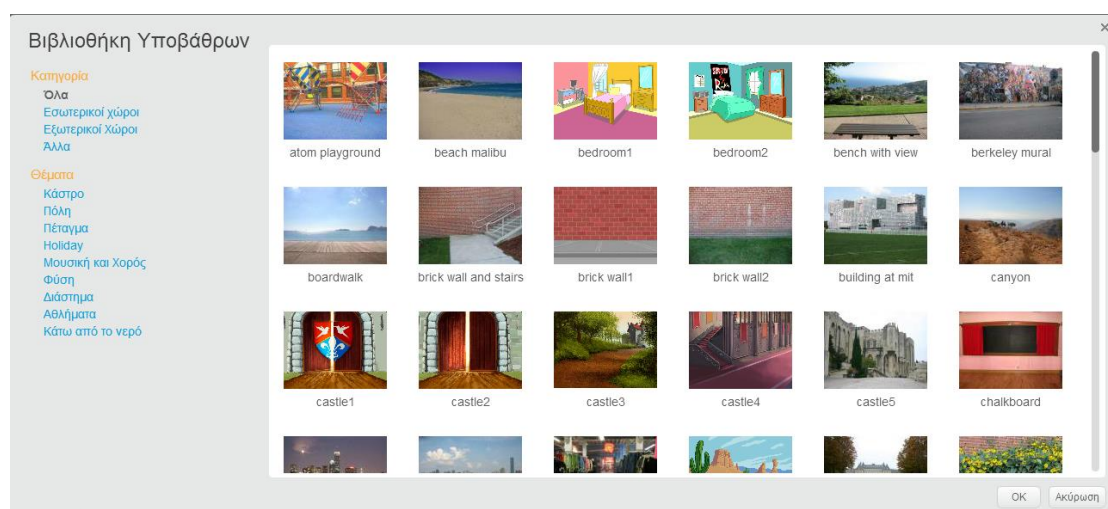 Βιβλιοθήκη Υποβάθρων
×
Κατηγορία
Όλα
Εσωτερικοί χώροι
Εξωτερικοί Χώροι
Άλλα
Θέματα
Κάστρο
Πόλη
Πέταγμα
Holiday
Μουσική και Χορός
Φύση
Διάστημα
Αθλήματα
Κάτω από το νερό
atom playground beach malibu bedroom1 bedroom2 bench with view berkeley mural
boardwalk brick wall and stairs brick wall1 brick wall2 building at mit canyon
castle1 castle2 castle3 castle4 castle5 chalkboard
OK Ακύρωση